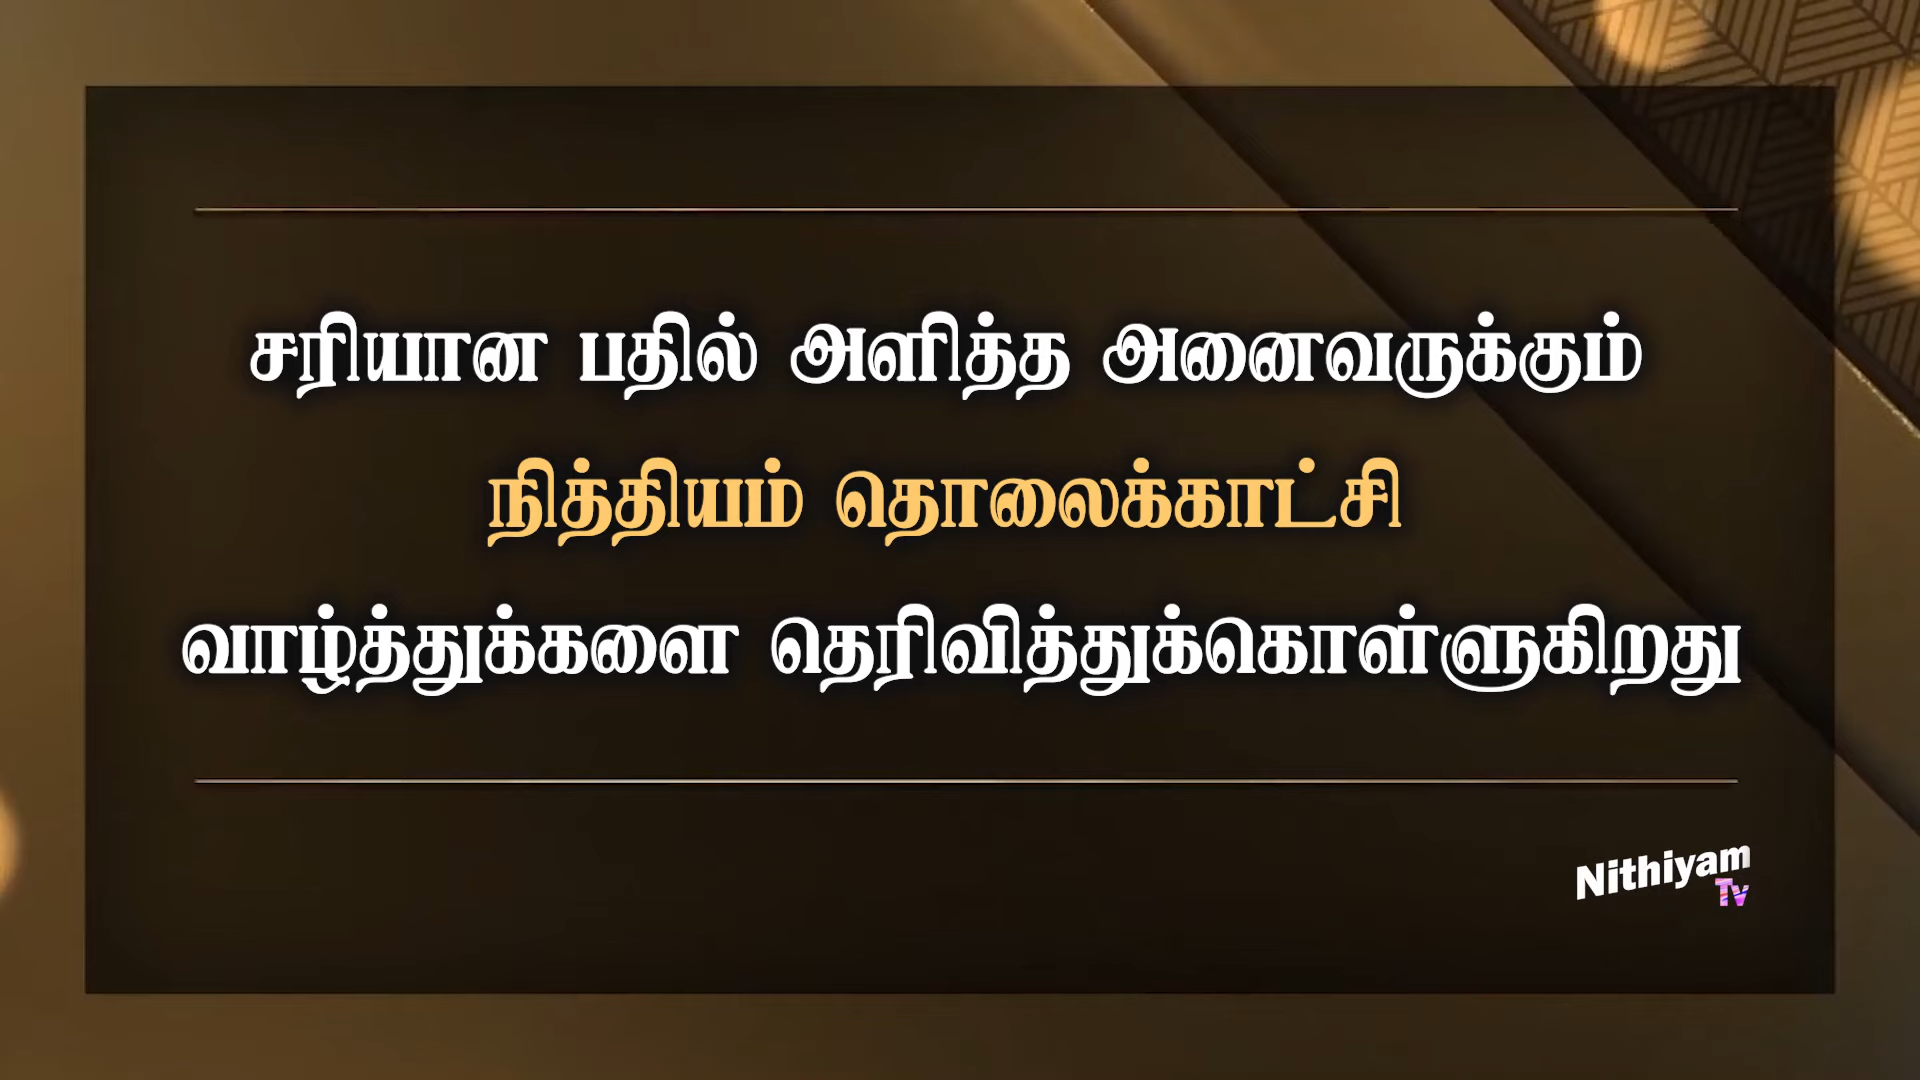 சரியான பதில் அளித்த அனைவருக்கும்
நித்தியம் தொலைக்காட்சி
வாழ்த்துக்களை தெரிவித்துக்கொள்ளுகிறது
Nithiyam
Tv